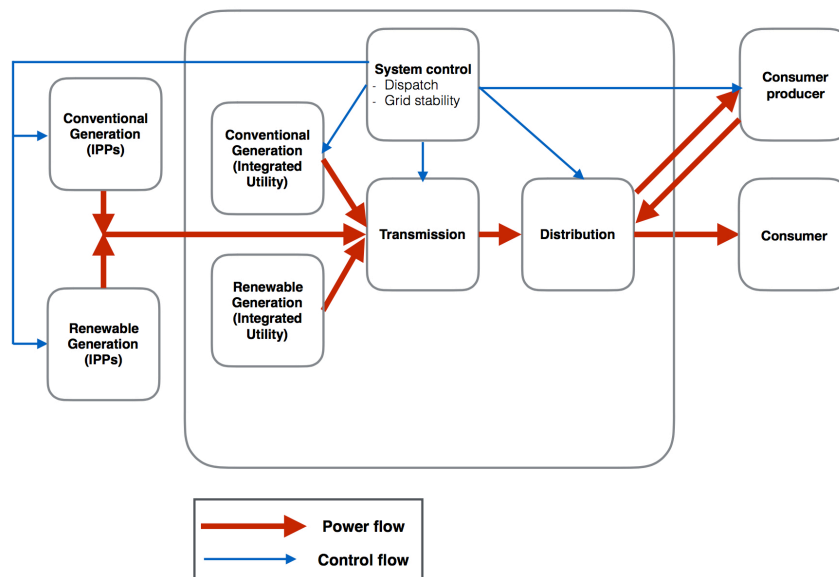 System control
- Dispatch
- Grid stability
Consumer
producer
Conventional
Generation
(IPPs)
Conventional
Generation
(Integrated
Utility)
Transmission
Distribution
Consumer
Renewable
Generation
(IPPs)
Renewable
Generation
(Integrated
Utility)
Power flow
Control flow